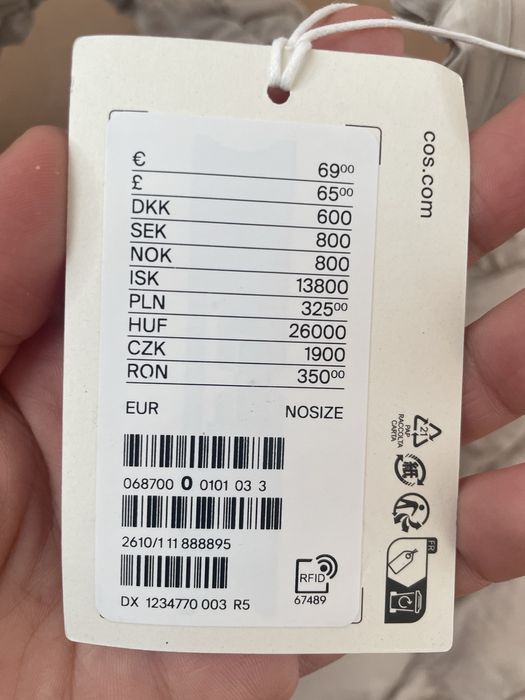 € 69⁰⁰
£ 65⁰⁰
DKK 600
SEK 800
NOK 800
ISK 13800
PLN 325⁰⁰
HUF 26000
CZK 1900
RON 350⁰⁰
EUR NOSIZE
068700 0 0101 03 3
2610/1 11 888895
DX 1234770 003 R5
RFID
67489
cos.com
21
PAP
RACCOLTA
CARTA
紙
FR